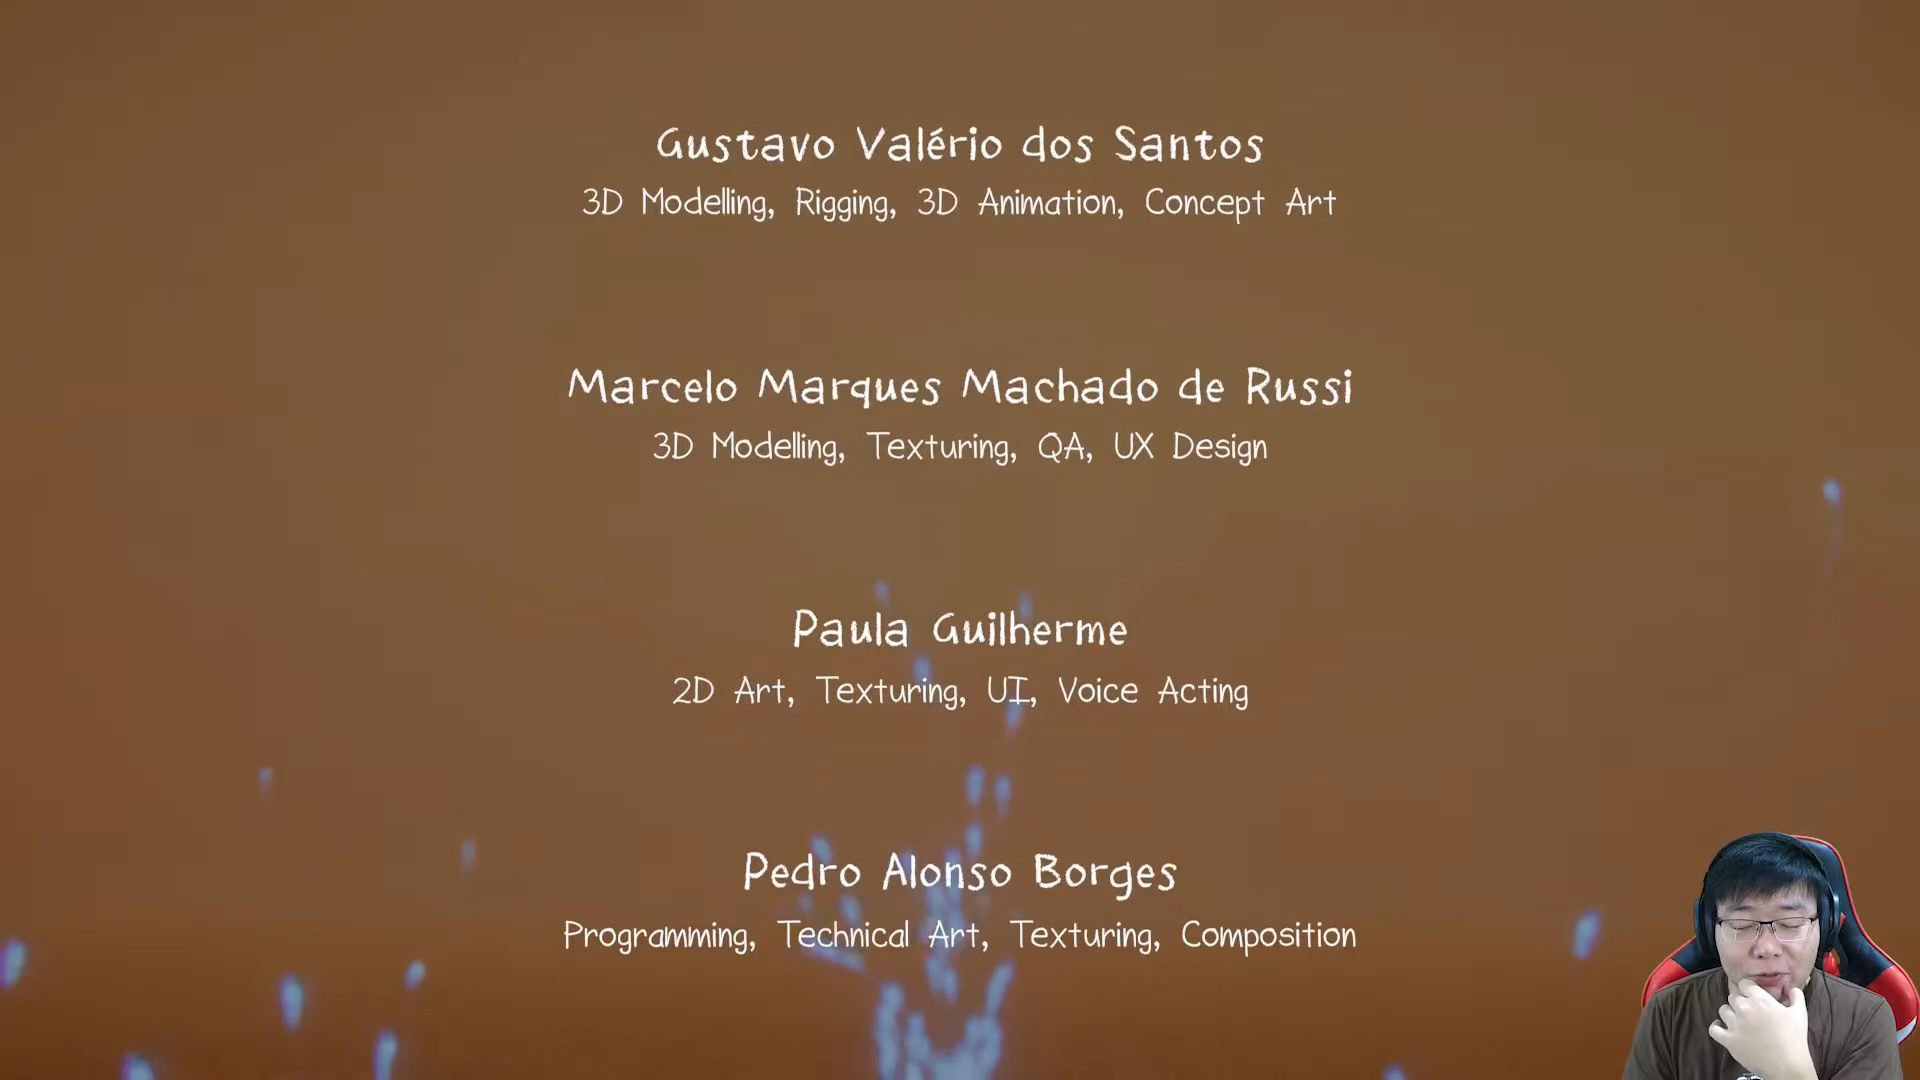 Gustavo Valério dos Santos
3D Modelling, Rigging, 3D Animation, Concept Art
Marcelo Marques Machado de Russi
3D Modelling, Texturing, QA, UX Design
Paula Guilherme
2D Art, Texturing, UI, Voice Acting
Pedro Alonso Borges
Programming, Technical Art, Texturing, Composition